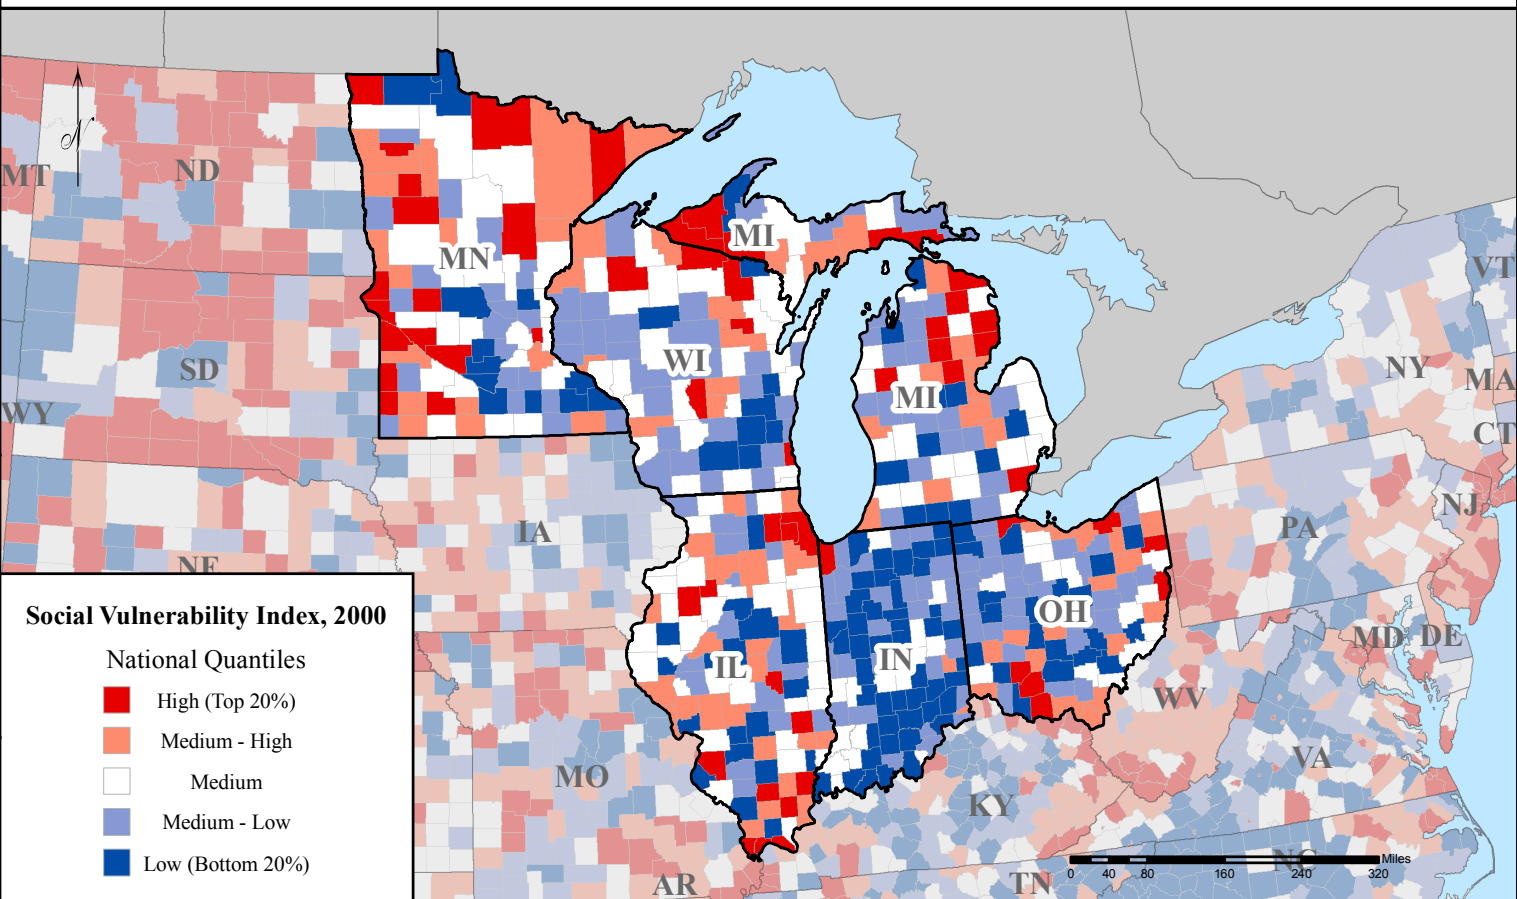 N
MT
ND
MN
MI
VT
SD
WI
MI
NY
MA
WY
CT
IA
NJ
PA
NE
OH
MD
DE
IL
IN
WV
MO
VA
KY
NC
AR
TN
Social Vulnerability Index, 2000
National Quantiles
High (Top 20%)
Medium - High
Medium
Medium - Low
Low (Bottom 20%)
Miles
0 40 80 160 240 320